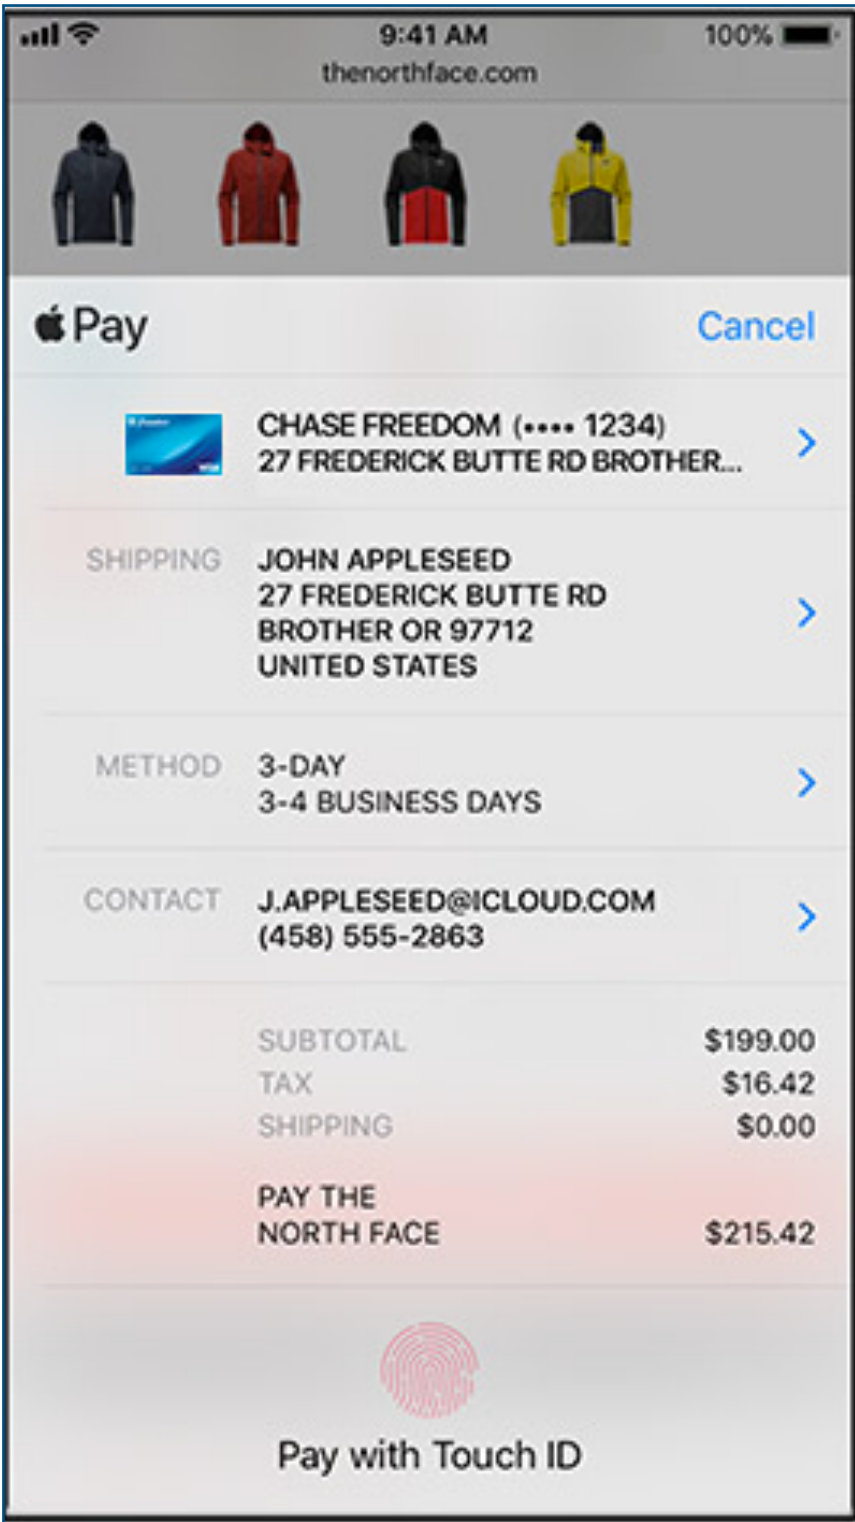 9:41 AM
100%
thenorthface.com
Pay
Cancel
CHASE FREEDOM (•••• 1234)
27 FREDERICK BUTTE RD BROTHER...
SHIPPING
JOHN APPLESEED
27 FREDERICK BUTTE RD
BROTHER OR 97712
UNITED STATES
METHOD
3-DAY
3-4 BUSINESS DAYS
CONTACT
J.APPLESEED@ICLOUD.COM
(458) 555-2863
SUBTOTAL $199.00
TAX $16.42
SHIPPING $0.00
PAY THE
NORTH FACE $215.42
Pay with Touch ID